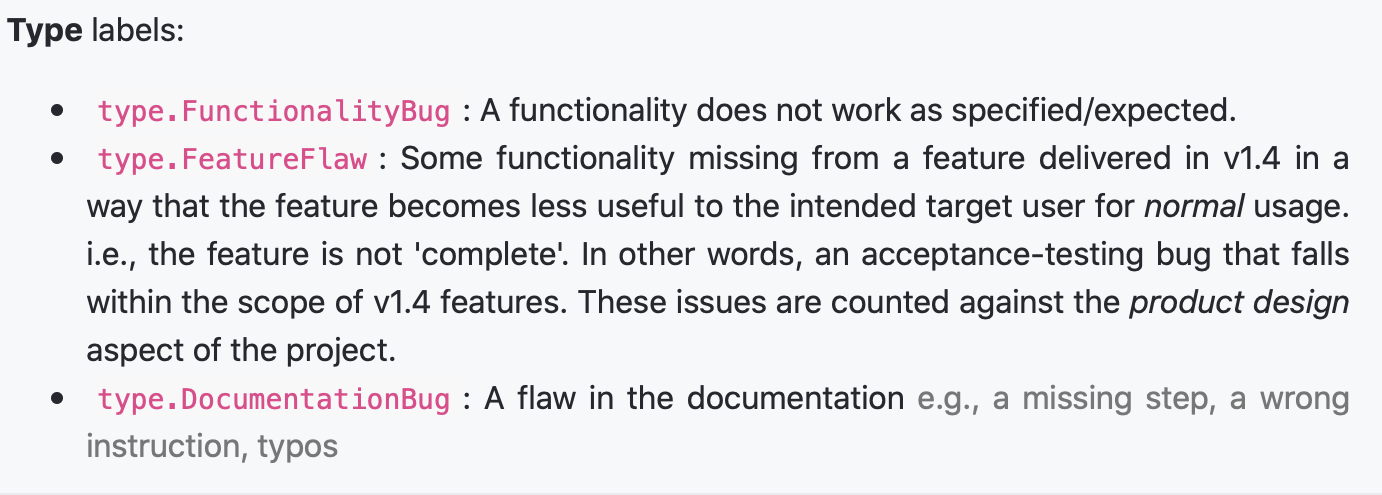 Type labels:
• type.FunctionalityBug : A functionality does not work as specified/expected.
• type.FeatureFlaw : Some functionality missing from a feature delivered in v1.4 in a
way that the feature becomes less useful to the intended target user for normal usage.
i.e., the feature is not 'complete'. In other words, an acceptance-testing bug that falls
within the scope of v1.4 features. These issues are counted against the product design
aspect of the project.
• type.DocumentationBug : A flaw in the documentation e.g., a missing step, a wrong
instruction, typos